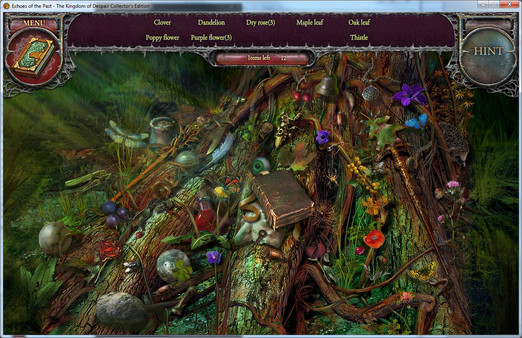 Echoes of the Past - The Kingdom of Despair Collector's Edition
MENU
Clover Dandelion Dry rose(3) Maple leaf Oak leaf
Poppy flower Purple flower(3) Thistle
Items left 12
HINT